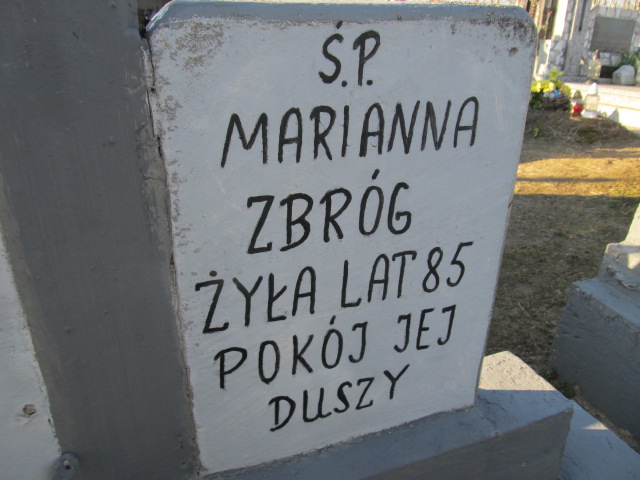 Ś.P.
MARIANNA
ZBRÓG
ŻYŁA LAT 85
POKÓJ JEJ
DUSZY